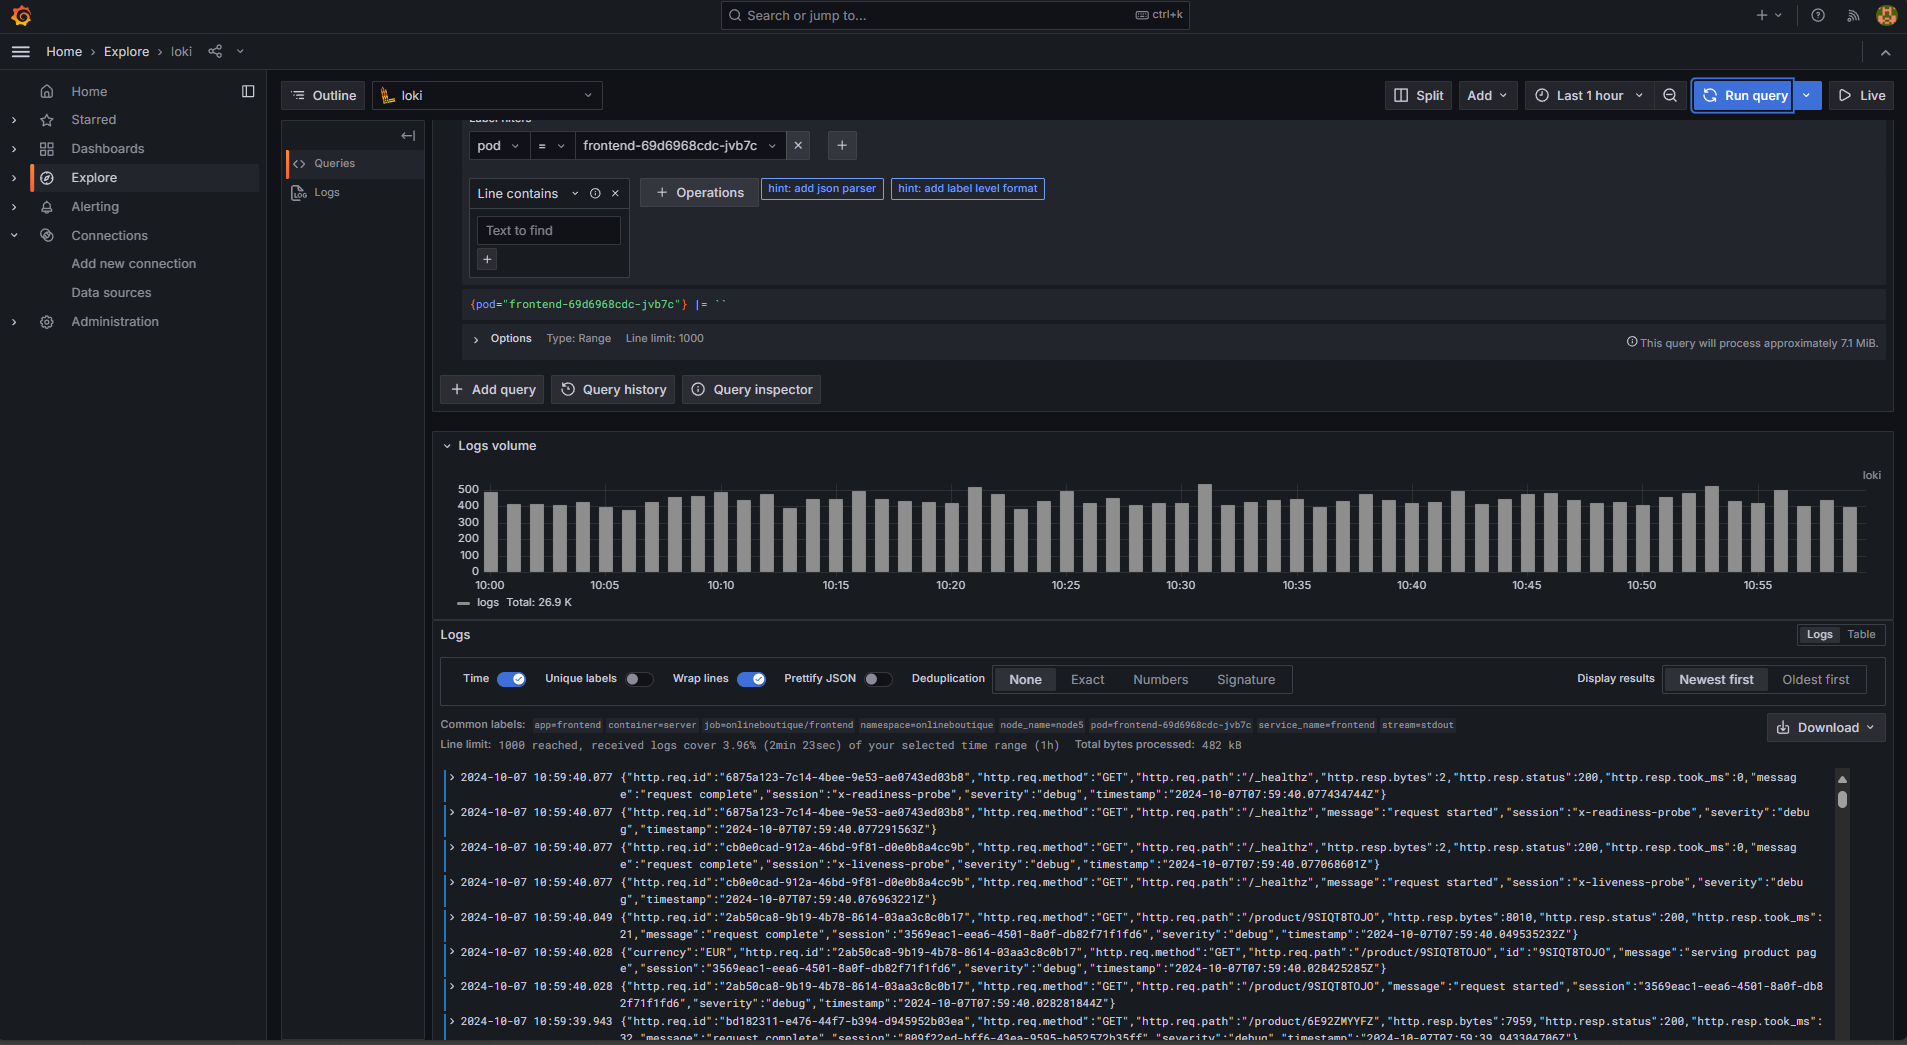 Search or jump to...
ctrl+k
Home › Explore › loki
Home
Starred
Dashboards
Explore
Alerting
Connections
Add new connection
Data sources
Administration
Outline
loki
Split
Add
Last 1 hour
Run query
Live
Queries
Logs
Label filters
pod
=
frontend-69d6968cdc-jvb7c
Line contains
Text to find
+ Operations
hint: add json parser
hint: add label level format
{pod="frontend-69d6968cdc-jvb7c"} |= ``
Options Type: Range Line limit: 1000
This query will process approximately 7.1 MiB.
+ Add query
Query history
Query inspector
Logs volume
loki
500
400
300
200
100
0
10:00 10:05 10:10 10:15 10:20 10:25 10:30 10:35 10:40 10:45 10:50 10:55
logs Total: 26.9 K
Logs
Logs Table
Time
Unique labels
Wrap lines
Prettify JSON
Deduplication
None Exact Numbers Signature
Display results
Newest first Oldest first
Common labels: app=frontend container=server job=onlineboutique/frontend namespace=onlineboutique node_name=node5 pod=frontend-69d6968cdc-jvb7c service_name=frontend stream=stdout
Download
Line limit: 1000 reached, received logs cover 3.96% (2min 23sec) of your selected time range (1h) Total bytes processed: 482 kB
2024-10-07 10:59:40.077 {"http.req.id":"6875a123-7c14-4bee-9e53-ae0743ed03b8","http.req.method":"GET","http.req.path":"/_healthz","http.resp.bytes":2,"http.resp.status":200,"http.resp.took_ms":0,"messag
e":"request complete","session":"x-readiness-probe","severity":"debug","timestamp":"2024-10-07T07:59:40.077434744Z"}
2024-10-07 10:59:40.077 {"http.req.id":"6875a123-7c14-4bee-9e53-ae0743ed03b8","http.req.method":"GET","http.req.path":"/_healthz","message":"request started","session":"x-readiness-probe","severity":"debu
g","timestamp":"2024-10-07T07:59:40.077291563Z"}
2024-10-07 10:59:40.077 {"http.req.id":"cb0e0cad-912a-46bd-9f81-d0e0b8a4cc9b","http.req.method":"GET","http.req.path":"/_healthz","http.resp.bytes":2,"http.resp.status":200,"http.resp.took_ms":0,"messag
e":"request complete","session":"x-liveness-probe","severity":"debug","timestamp":"2024-10-07T07:59:40.077068601Z"}
2024-10-07 10:59:40.077 {"http.req.id":"cb0e0cad-912a-46bd-9f81-d0e0b8a4cc9b","http.req.method":"GET","http.req.path":"/_healthz","message":"request started","session":"x-liveness-probe","severity":"debu
g","timestamp":"2024-10-07T07:59:40.076963221Z"}
2024-10-07 10:59:40.049 {"http.req.id":"2ab50ca8-9b19-4b78-8614-03aa3c8c0b17","http.req.method":"GET","http.req.path":"/product/9SIQT8TOJO","http.resp.bytes":8010,"http.resp.status":200,"http.resp.took_ms":
21,"message":"request complete","session":"3569eac1-eea6-4501-8a0f-db82f71f1fd6","severity":"debug","timestamp":"2024-10-07T07:59:40.049535232Z"}
2024-10-07 10:59:40.028 {"currency":"EUR","http.req.id":"2ab50ca8-9b19-4b78-8614-03aa3c8c0b17","http.req.method":"GET","http.req.path":"/product/9SIQT8TOJO","id":"9SIQT8TOJO","message":"serving product pag
e","session":"3569eac1-eea6-4501-8a0f-db82f71f1fd6","severity":"debug","timestamp":"2024-10-07T07:59:40.028425285Z"}
2024-10-07 10:59:40.028 {"http.req.id":"2ab50ca8-9b19-4b78-8614-03aa3c8c0b17","http.req.method":"GET","http.req.path":"/product/9SIQT8TOJO","message":"request started","session":"3569eac1-eea6-4501-8a0f-db8
2f71f1fd6","severity":"debug","timestamp":"2024-10-07T07:59:40.028281844Z"}
2024-10-07 10:59:39.943 {"http.req.id":"bd182311-e476-44f7-b394-d945952b03ea","http.req.method":"GET","http.req.path":"/product/6E92ZMYYFZ","http.resp.bytes":7959,"http.resp.status":200,"http.resp.took_ms":
32,"message":"request complete","session":"809f22ed-bff6-43ea-9595-b052572b35ff","severity":"debug","timestamp":"2024-10-07T07:59:39.943304706Z"}